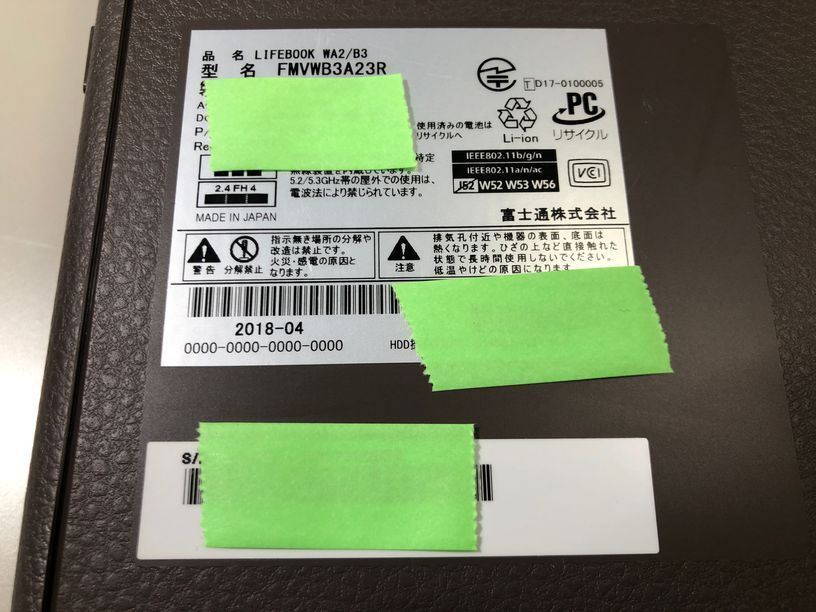 品 名 LIFEBOOK WA2/B3
型 名 FMVWB3A23R
T D17-0100005
使用済みの電池は
リサイクルへ
Li-ion
PC
リサイクル
5.2/5.3GHz帯の屋外での使用は、
電波法により禁じられています。
2.4 FH 4
IEEE802.11b/g/n
IEEE802.11a/n/ac
J52 W52 W53 W56
VCI
MADE IN JAPAN
富士通株式会社
警告
分解禁止
指示無き場所の分解や
改造は禁止です。
火災・感電の原因と
なります。
注意
排気孔付近や機器の表面、底面は
熱くなります。ひざの上など直接触れた
状態で長時間使用しないでください。
低温やけどの原因になります。
2018-04
0000-0000-0000-0000
HDD
S/